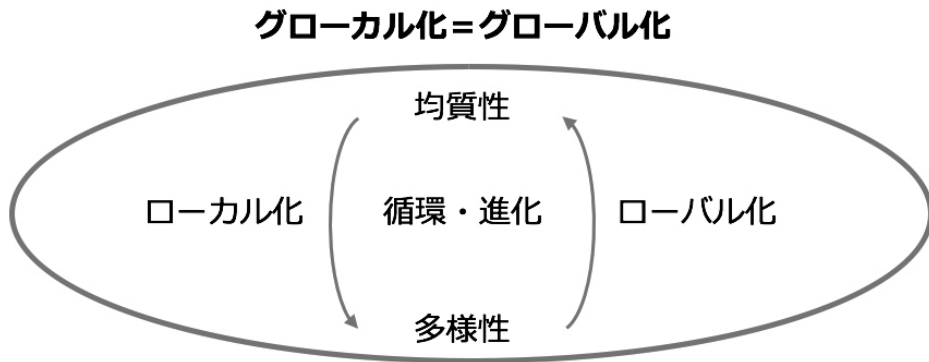 グローカル化＝グローバル化
均質性
ローカル化
循環・進化
ローバル化
多様性